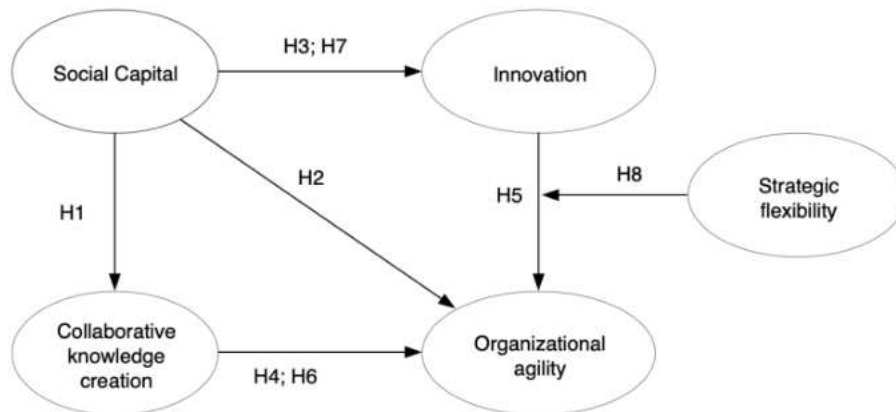 H3; H7
Social Capital
Innovation
H2
H8
H1
H5
Strategic
flexibility
Collaborative
knowledge
creation
Organizational
agility
H4; H6